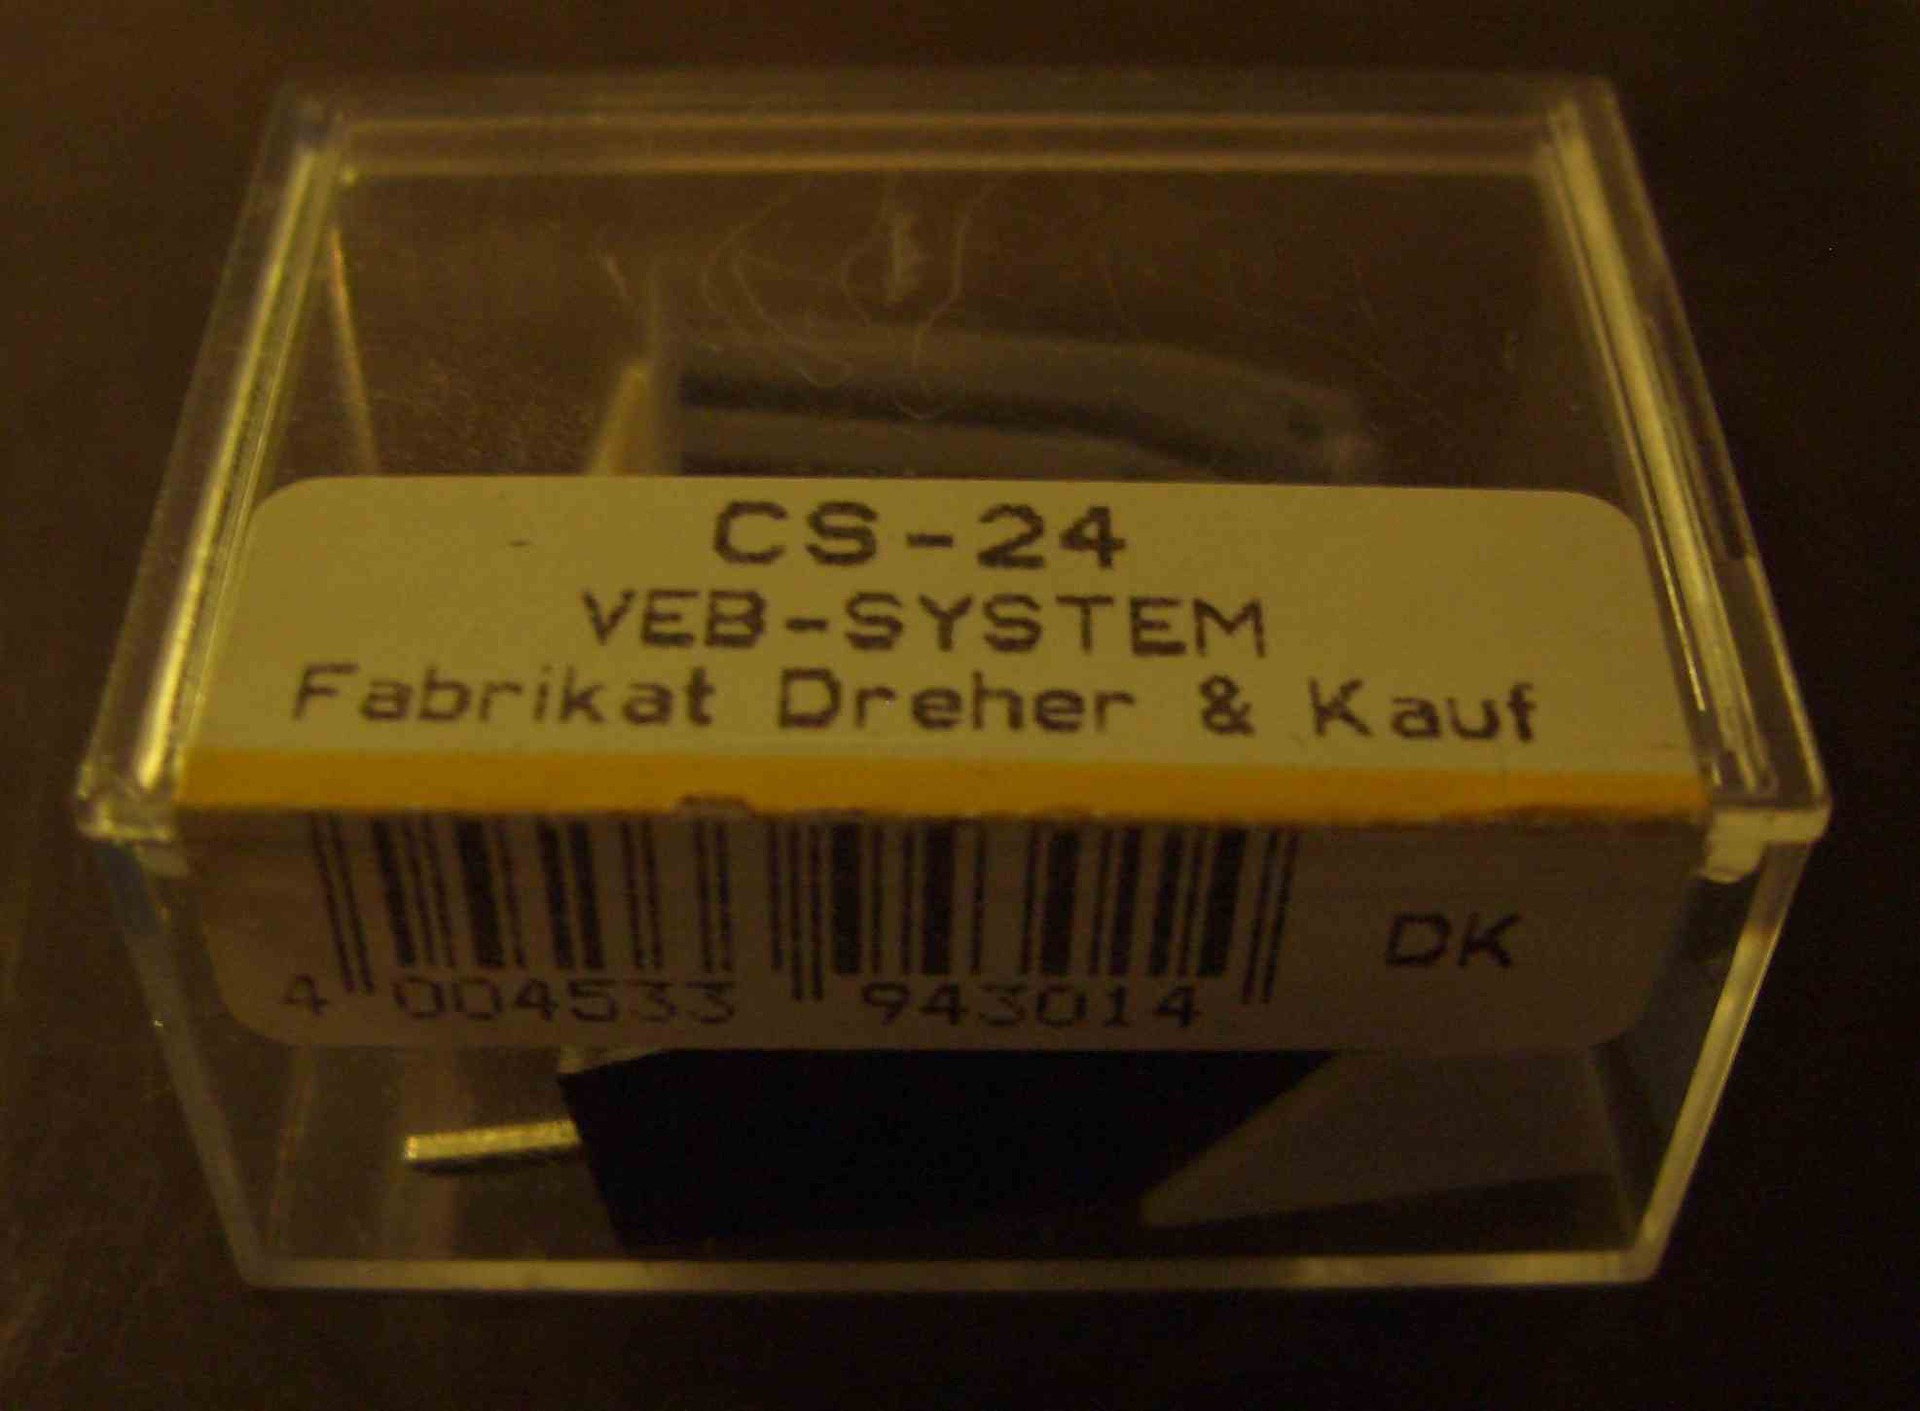 CS-24
VEB-SYSTEM
Fabrikat Dreher & Kauf
4 004533 943014
DK